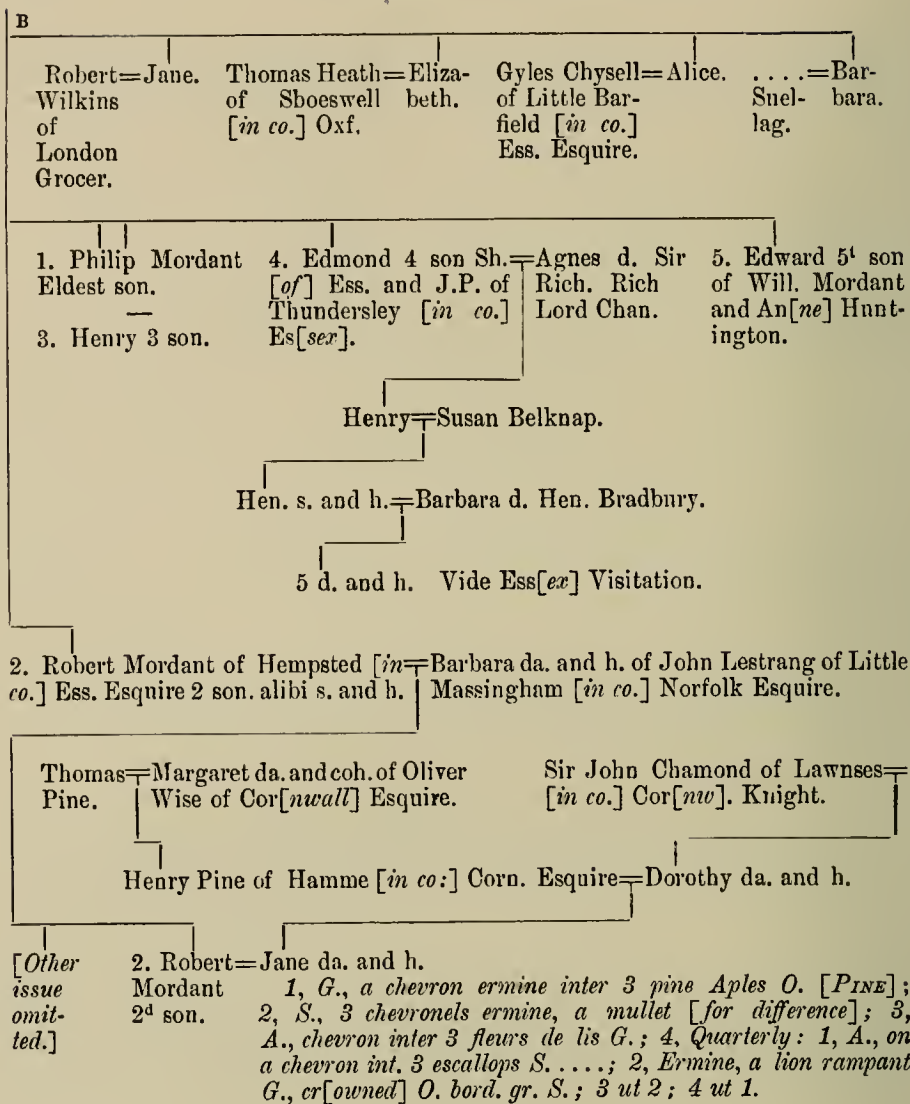 B
Robert=Jane. Thomas Heath=Eliza- Gyles Chysell=Alice. . . . .=Bar-
Wilkins of Sboeswell beth. of Little Bar- Snel- bara.
of [in co.] Oxf. field [in co.] lag.
London Ess. Esquire.
Grocer.
1. Philip Mordant 4. Edmond 4 son Sh.=Agnes d. Sir 5. Edward 5t son
Eldest son. [of] Ess. and J.P. of Rich. Rich of Will. Mordant
— Thundersley [in co.] Lord Chan. and An[ne] Hunt-
3. Henry 3 son. Es[sex]. ington.
Henry=Susan Belknap.
Hen. s. and h.=Barbara d. Hen. Bradbury.
5 d. and h. Vide Ess[ex] Visitation.
2. Robert Mordant of Hempsted [in=Barbara da. and h. of John Lestrang of Little
co.] Ess. Esquire 2 son. alibi s. and h. Massingham [in co.] Norfolk Esquire.
Thomas=Margaret da. and coh. of Oliver Sir John Chamond of Lawnses=
Pine. Wise of Cor[nwall] Esquire. [in co.] Cor[nw]. Knight.
Henry Pine of Hamme [in co:] Corn. Esquire=Dorothy da. and h.
[Other 2. Robert=Jane da. and h.
issue Mordant 1, G., a chevron ermine inter 3 pine Aples O. [PINE] ;
omit- 2d son. 2, S., 3 chevronels ermine, a mullet [for difference] ; 3,
ted.] A., chevron inter 3 fleurs de lis G. ; 4, Quarterly : 1, A., on
a chevron int. 3 escallops S. . . . . ; 2, Ermine, a lion rampant
G., cr[owned] O. bord. gr. S. ; 3 ut 2 ; 4 ut 1.